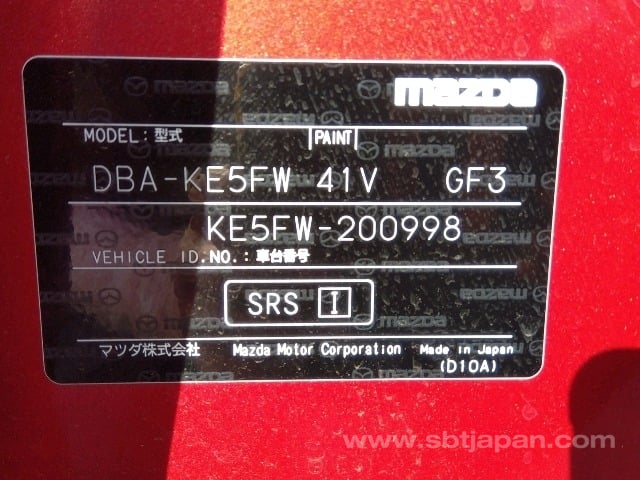 mazda
MODEL: 型式 PAINT
DBA-KE5FW 41V GF3
KE5FW-200998
VEHICLE ID.NO.: 車台番号
SRS I
マツダ株式会社 Mazda Motor Corporation Made in Japan
(D10A)
www.sbtjapan.com